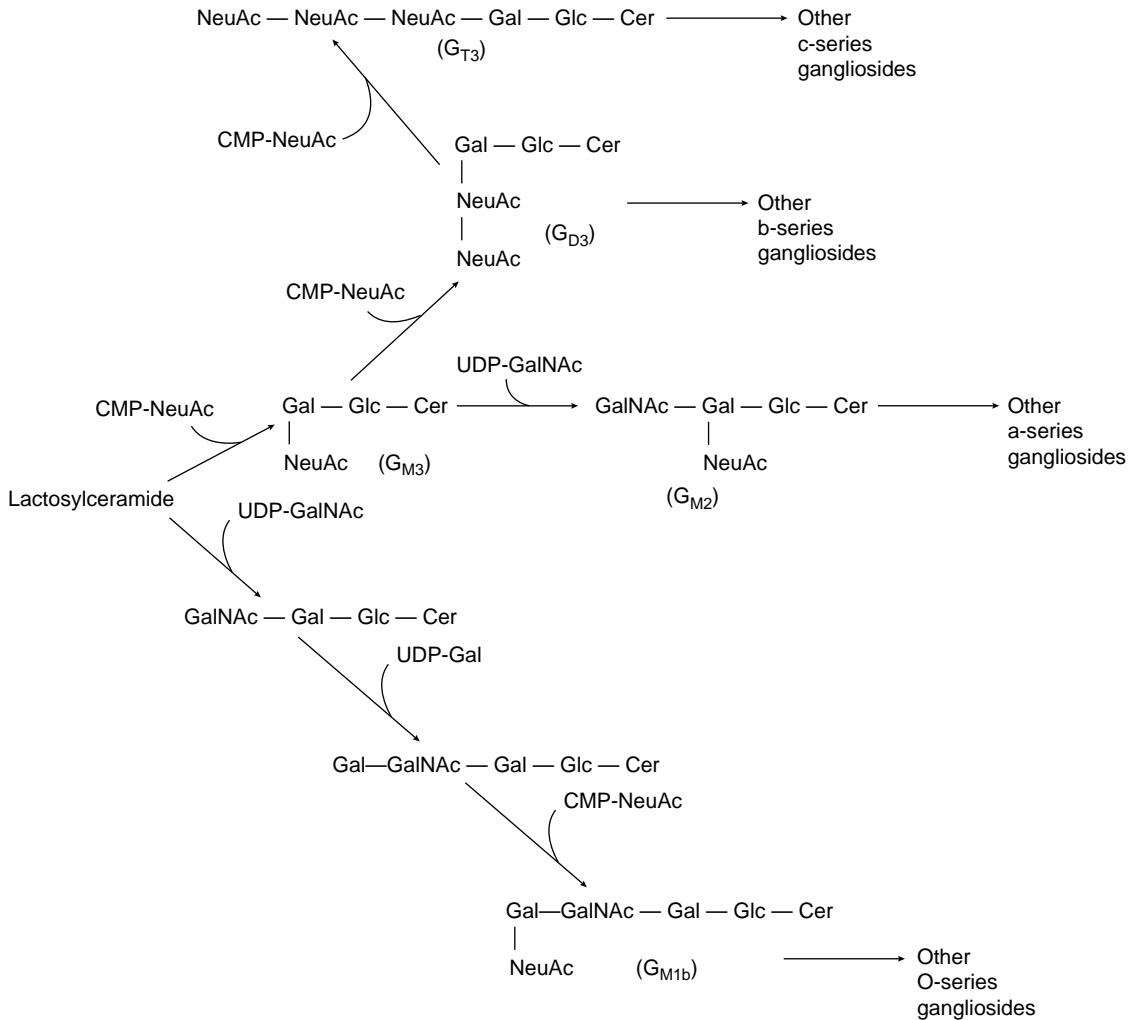 NeuAc — NeuAc — NeuAc — Gal — Glc — Cer
(GT3)
Other
c-series
gangliosides
CMP-NeuAc
Gal — Glc — Cer
NeuAc
(GD3)
NeuAc
Other
b-series
gangliosides
CMP-NeuAc
UDP-GalNAc
CMP-NeuAc
Gal — Glc — Cer
NeuAc
(GM3)
GalNAc — Gal — Glc — Cer
NeuAc
(GM2)
Other
a-series
gangliosides
Lactosylceramide
UDP-GalNAc
GalNAc — Gal — Glc — Cer
UDP-Gal
Gal—GalNAc — Gal — Glc — Cer
CMP-NeuAc
Gal—GalNAc — Gal — Glc — Cer
NeuAc
(GM1b)
Other
O-series
gangliosides